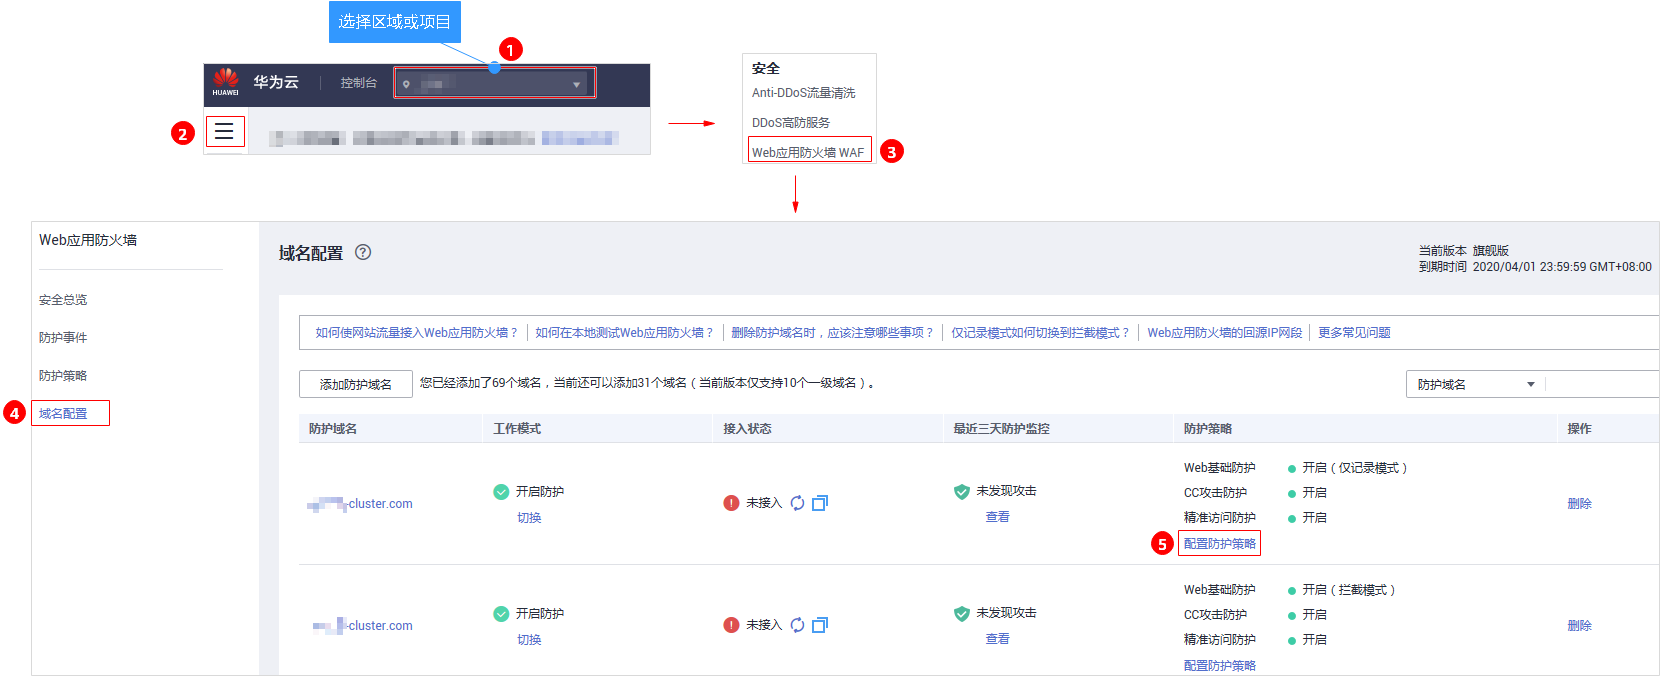 选择区域或项目
1
HUAWEI 华为云 控制台
2
安全
Anti-DDoS流量清洗
DDoS高防服务
Web应用防火墙 WAF
3
Web应用防火墙
安全总览
防护事件
防护策略
4 域名配置
域名配置 ?
当前版本 旗舰版
到期时间 2020/04/01 23:59:59 GMT+08:00
如何使网站流量接入Web应用防火墙？ 如何在本地测试Web应用防火墙？ 删除防护域名时，应该注意哪些事项？ 仅记录模式如何切换到拦截模式？ Web应用防火墙的回源IP网段 更多常见问题
添加防护域名 您已经添加了69个域名，当前还可以添加31个域名（当前版本仅支持10个一级域名）。 防护域名
防护域名 工作模式 接入状态 最近三天防护监控 防护策略 操作
-cluster.com 开启防护 切换 未接入 未发现攻击 查看
Web基础防护 开启（仅记录模式）
CC攻击防护 开启
精准访问防护 开启
5 配置防护策略
删除
-cluster.com 开启防护 切换 未接入 未发现攻击 查看
Web基础防护 开启（拦截模式）
CC攻击防护 开启
精准访问防护 开启
配置防护策略
删除